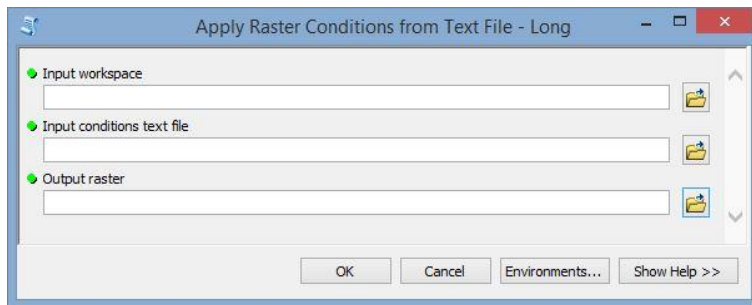 Apply Raster Conditions from Text File - Long
Input workspace
Input conditions text file
Output raster
OK Cancel Environments... Show Help >>